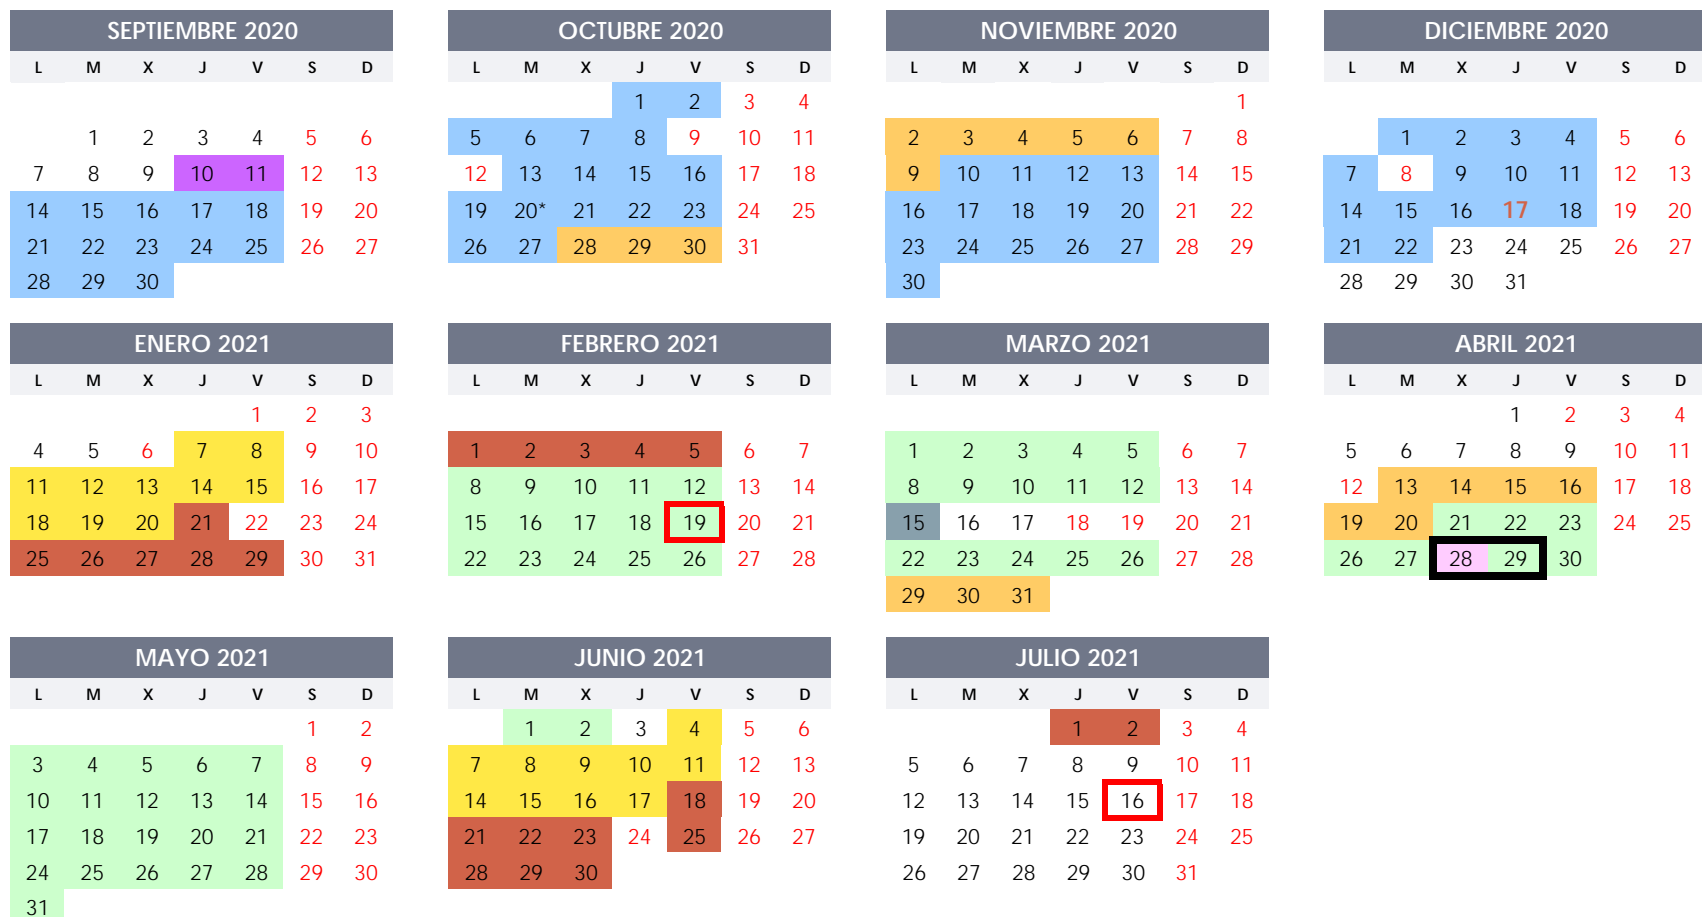 SEPTIEMBRE 2020
L M X J V S D
1 2 3 4 5 6
7 8 9 10 11 12 13
14 15 16 17 18 19 20
21 22 23 24 25 26 27
28 29 30
OCTUBRE 2020
L M X J V S D
1 2 3 4
5 6 7 8 9 10 11
12 13 14 15 16 17 18
19 20* 21 22 23 24 25
26 27 28 29 30 31
NOVIEMBRE 2020
L M X J V S D
1
2 3 4 5 6 7 8
9 10 11 12 13 14 15
16 17 18 19 20 21 22
23 24 25 26 27 28 29
30
DICIEMBRE 2020
L M X J V S D
1 2 3 4 5 6
7 8 9 10 11 12 13
14 15 16 17 18 19 20
21 22 23 24 25 26 27
28 29 30 31
ENERO 2021
L M X J V S D
1 2 3
4 5 6 7 8 9 10
11 12 13 14 15 16 17
18 19 20 21 22 23 24
25 26 27 28 29 30 31
FEBRERO 2021
L M X J V S D
1 2 3 4 5 6 7
8 9 10 11 12 13 14
15 16 17 18 19 20 21
22 23 24 25 26 27 28
MARZO 2021
L M X J V S D
1 2 3 4 5 6 7
8 9 10 11 12 13 14
15 16 17 18 19 20 21
22 23 24 25 26 27 28
29 30 31
ABRIL 2021
L M X J V S D
1 2 3 4
5 6 7 8 9 10 11
12 13 14 15 16 17 18
19 20 21 22 23 24 25
26 27 28 29 30
MAYO 2021
L M X J V S D
1 2
3 4 5 6 7 8 9
10 11 12 13 14 15 16
17 18 19 20 21 22 23
24 25 26 27 28 29 30
31
JUNIO 2021
L M X J V S D
1 2 3 4 5 6
7 8 9 10 11 12 13
14 15 16 17 18 19 20
21 22 23 24 25 26 27
28 29 30
JULIO 2021
L M X J V S D
1 2 3 4
5 6 7 8 9 10 11
12 13 14 15 16 17 18
19 20 21 22 23 24 25
26 27 28 29 30 31